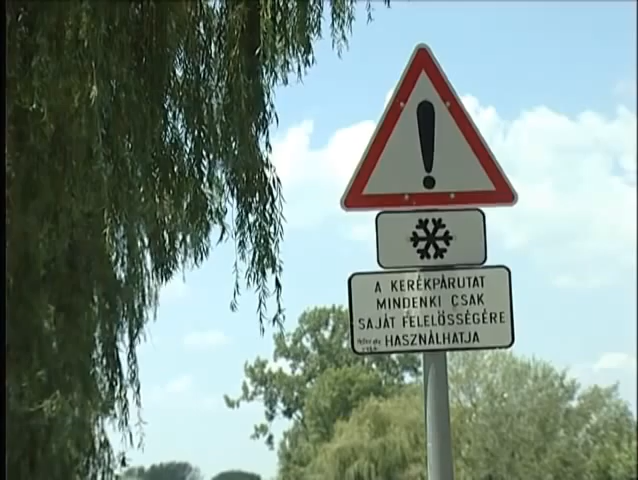 !
A KERÉKPÁRUTAT
MINDENKI CSAK
SAJÁT FELELŐSSÉGÉRE
HASZNÁLHATJA